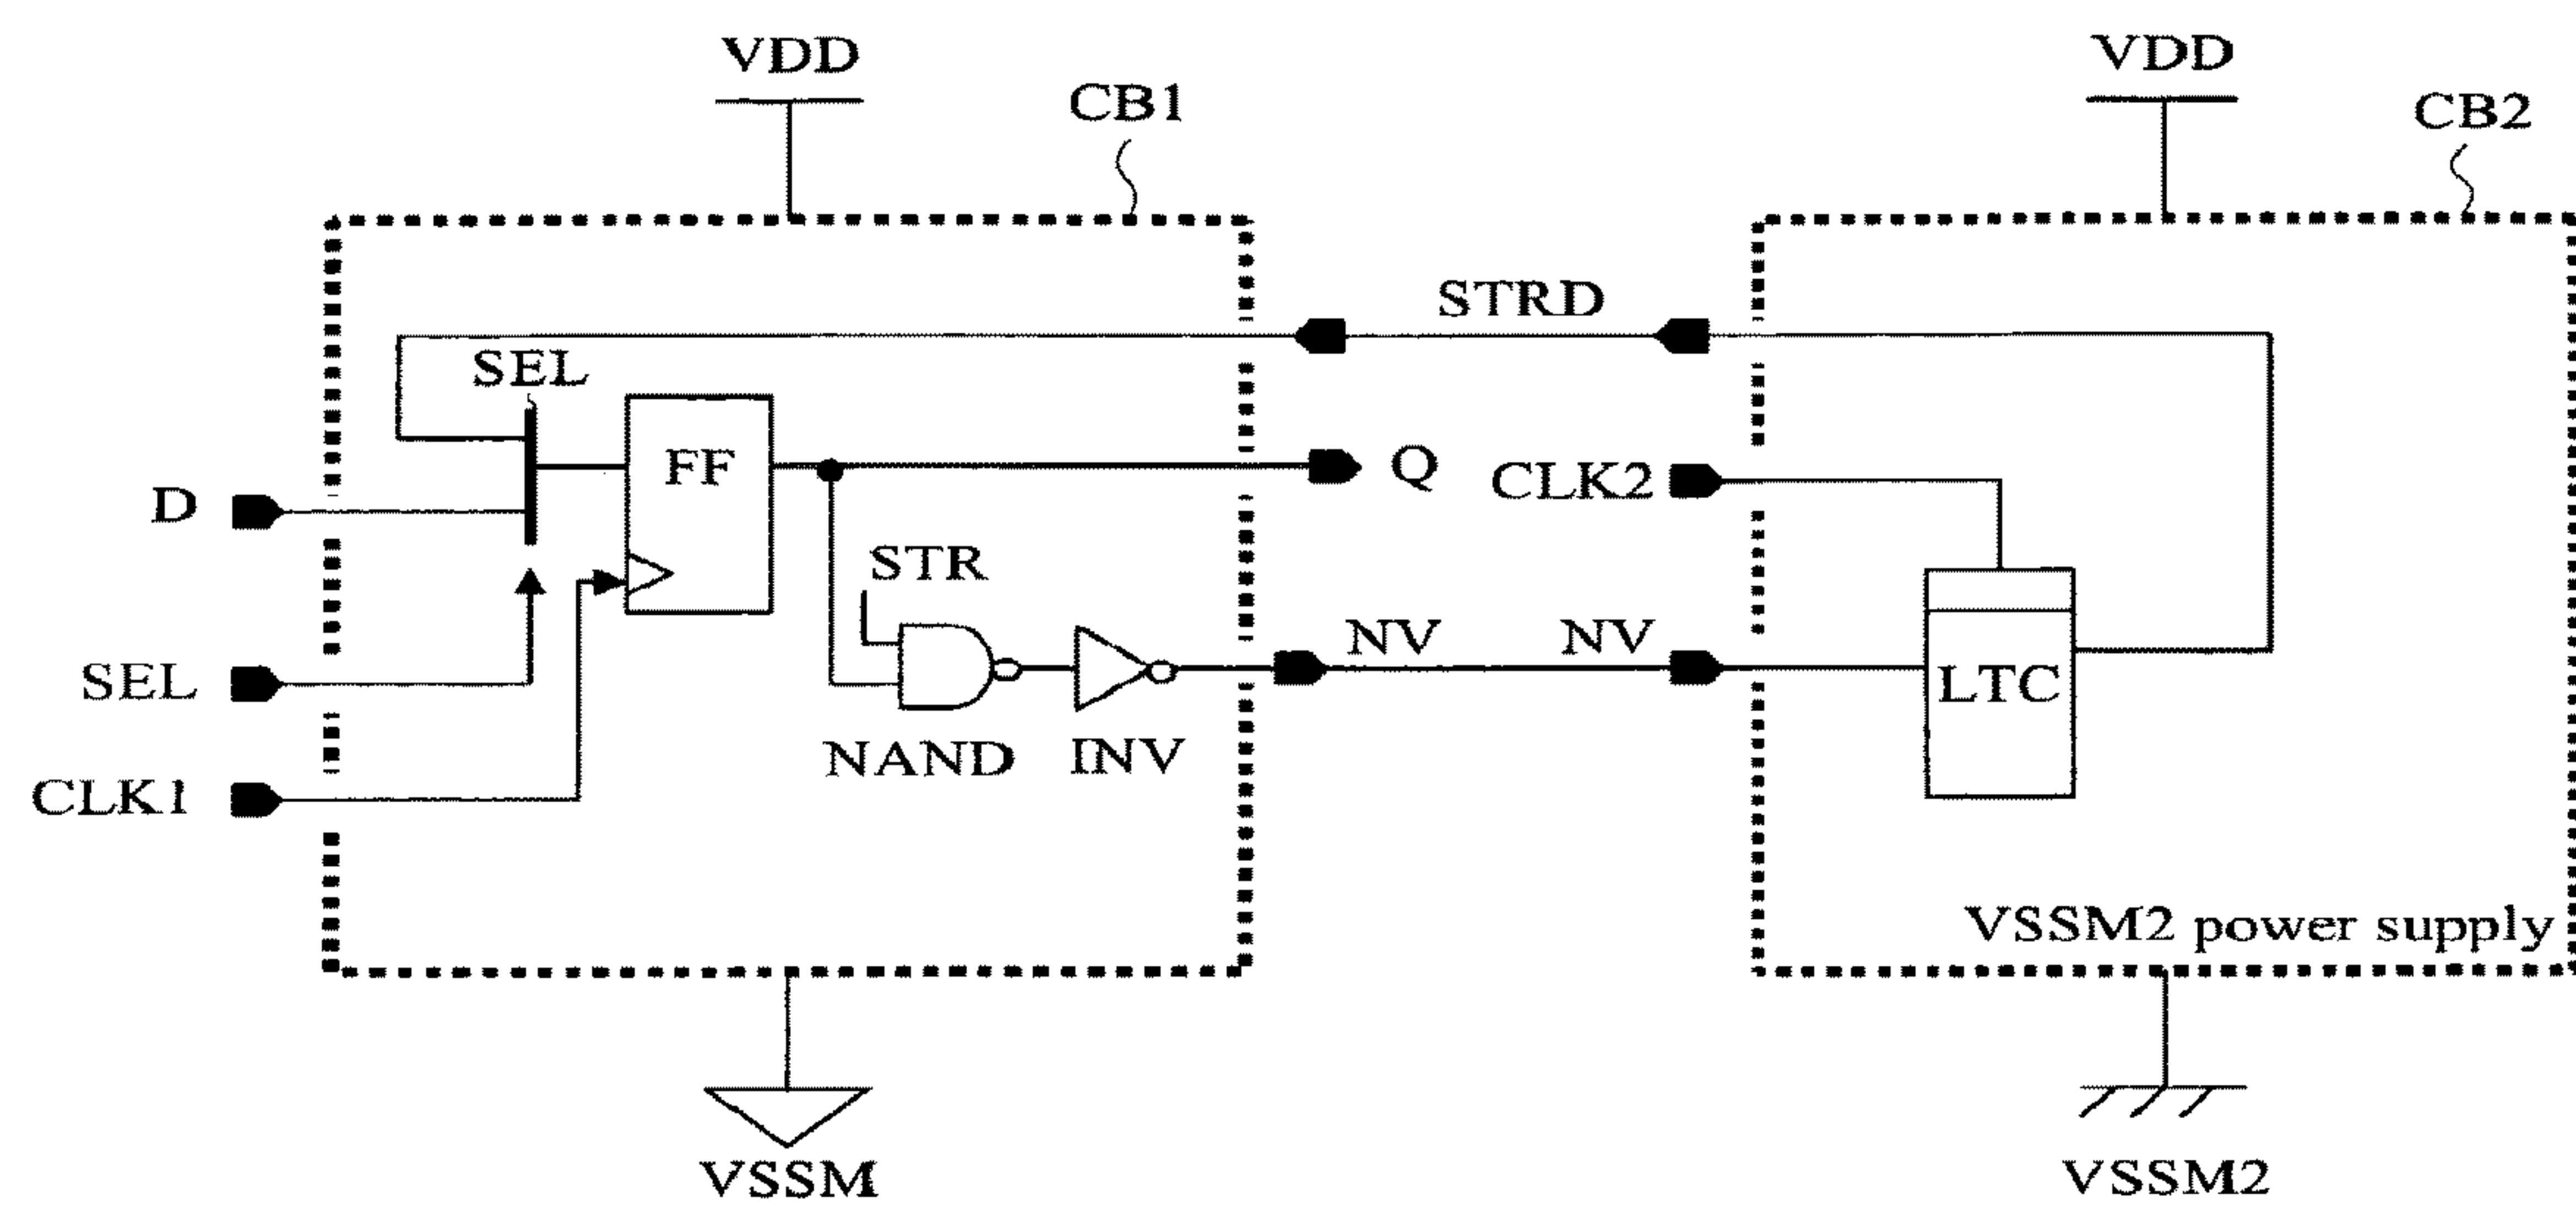 VDD
VDD
CB1
CB2
STRD
SEL
FF
Q
CLK2
D
STR
NV
NV
SEL
LTC
NAND
INV
CLK1
VSSM2 power supply
VSSM
VSSM2